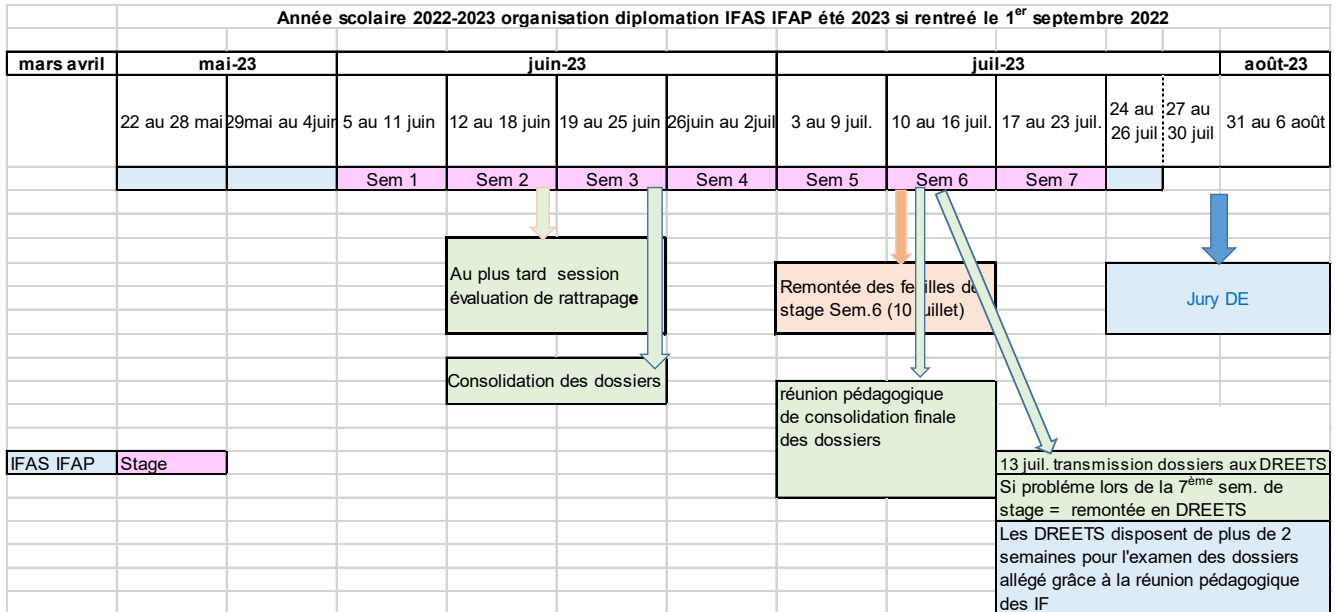 Année scolaire 2022-2023 organisation diplomation IFAS IFAP été 2023 si rentreé le 1er septembre 2022
mars avril mai-23 juin-23 juil-23 août-23
22 au 28 mai 29mai au 4juin 5 au 11 juin 12 au 18 juin 19 au 25 juin 26juin au 2juil 3 au 9 juil. 10 au 16 juil. 17 au 23 juil. 24 au 26 juil 27 au 30 juil 31 au 6 août
Sem 1 Sem 2 Sem 3 Sem 4 Sem 5 Sem 6 Sem 7
Au plus tard session
évaluation de rattrapage
Remontée des feuilles de
stage Sem.6 (10 juillet)
Jury DE
Consolidation des dossiers
réunion pédagogique
de consolidation finale
des dossiers
IFAS IFAP Stage
13 juil. transmission dossiers aux DREETS
Si probléme lors de la 7ème sem. de
stage = remontée en DREETS
Les DREETS disposent de plus de 2
semaines pour l'examen des dossiers
allégé grâce à la réunion pédagogique
des IF